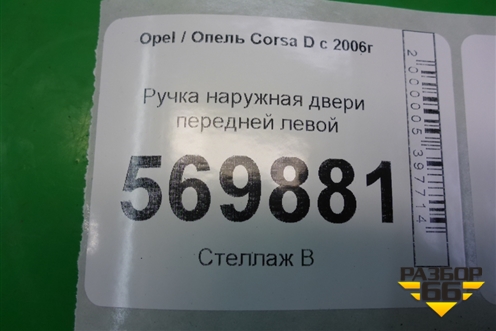 Opel / Опель Corsa D с 2006г
Ручка наружная двери
передней левой
569881
Стеллаж В
2000005397714
РАЗБОР
66